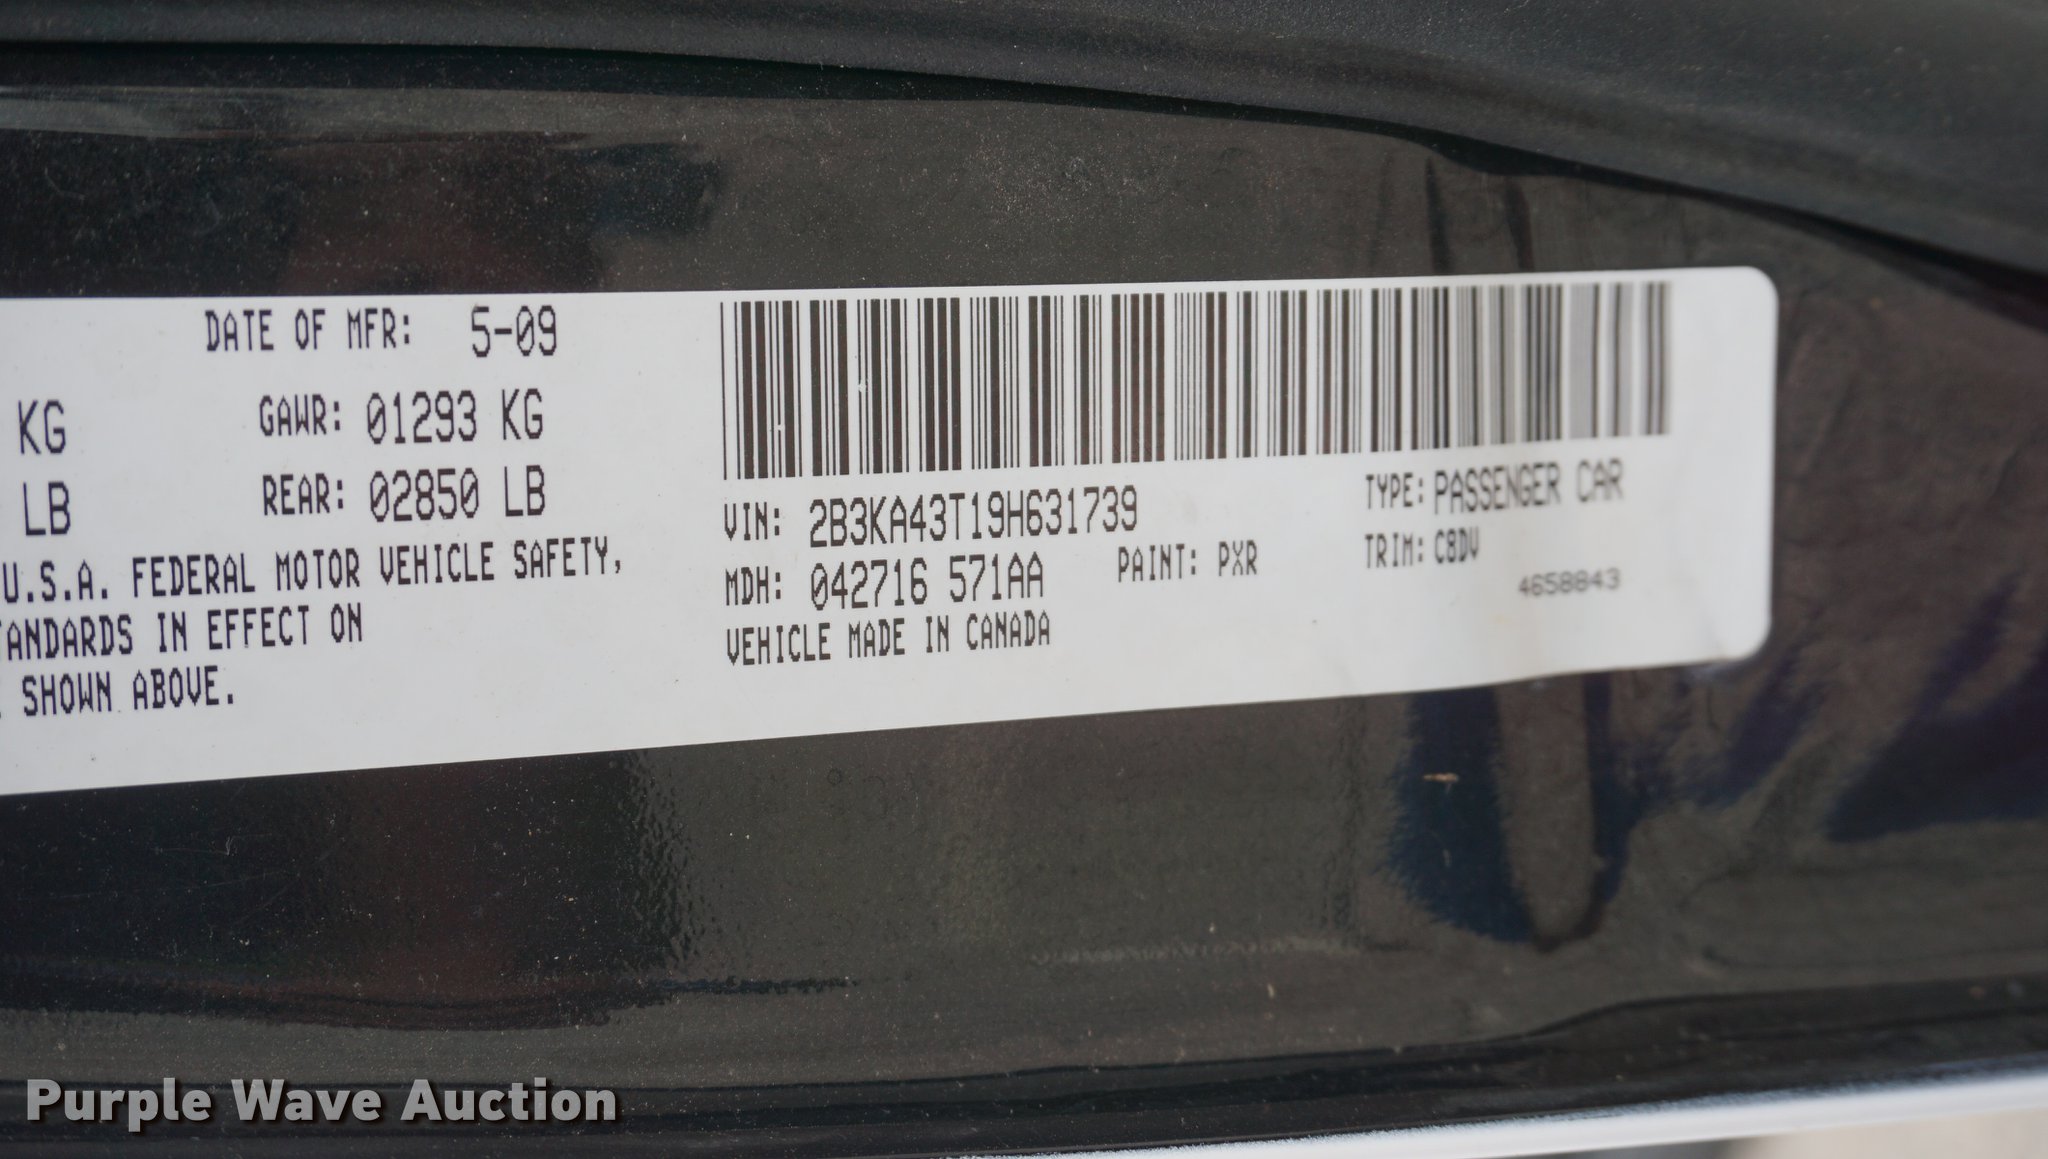 DATE OF MFR: 5-09
KG GAWR: 01293 KG
LB REAR: 02850 LB
U.S.A. FEDERAL MOTOR VEHICLE SAFETY,
TANDARDS IN EFFECT ON
SHOWN ABOVE.
VIN: 2B3KA43T19H631739 TYPE: PASSENGER CAR
MDH: 042716 571AA PAINT: PXR TRIM: C8DV
4658843
VEHICLE MADE IN CANADA
Purple Wave Auction